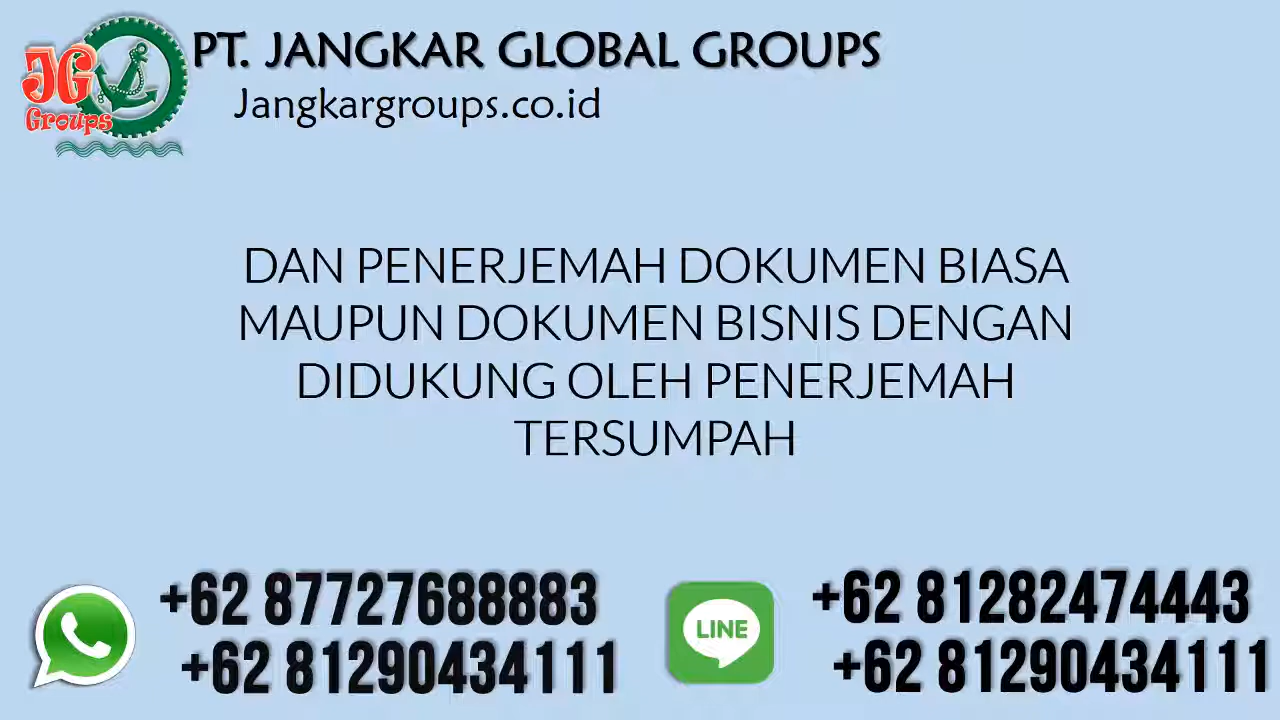 JG
Groups
PT. JANGKAR GLOBAL GROUPS
Jangkargroups.co.id
DAN PENERJEMAH DOKUMEN BIASA
MAUPUN DOKUMEN BISNIS DENGAN
DIDUKUNG OLEH PENERJEMAH
TERSUMPAH
+62 87727688883
+62 81290434111
LINE
+62 81282474443
+62 81290434111